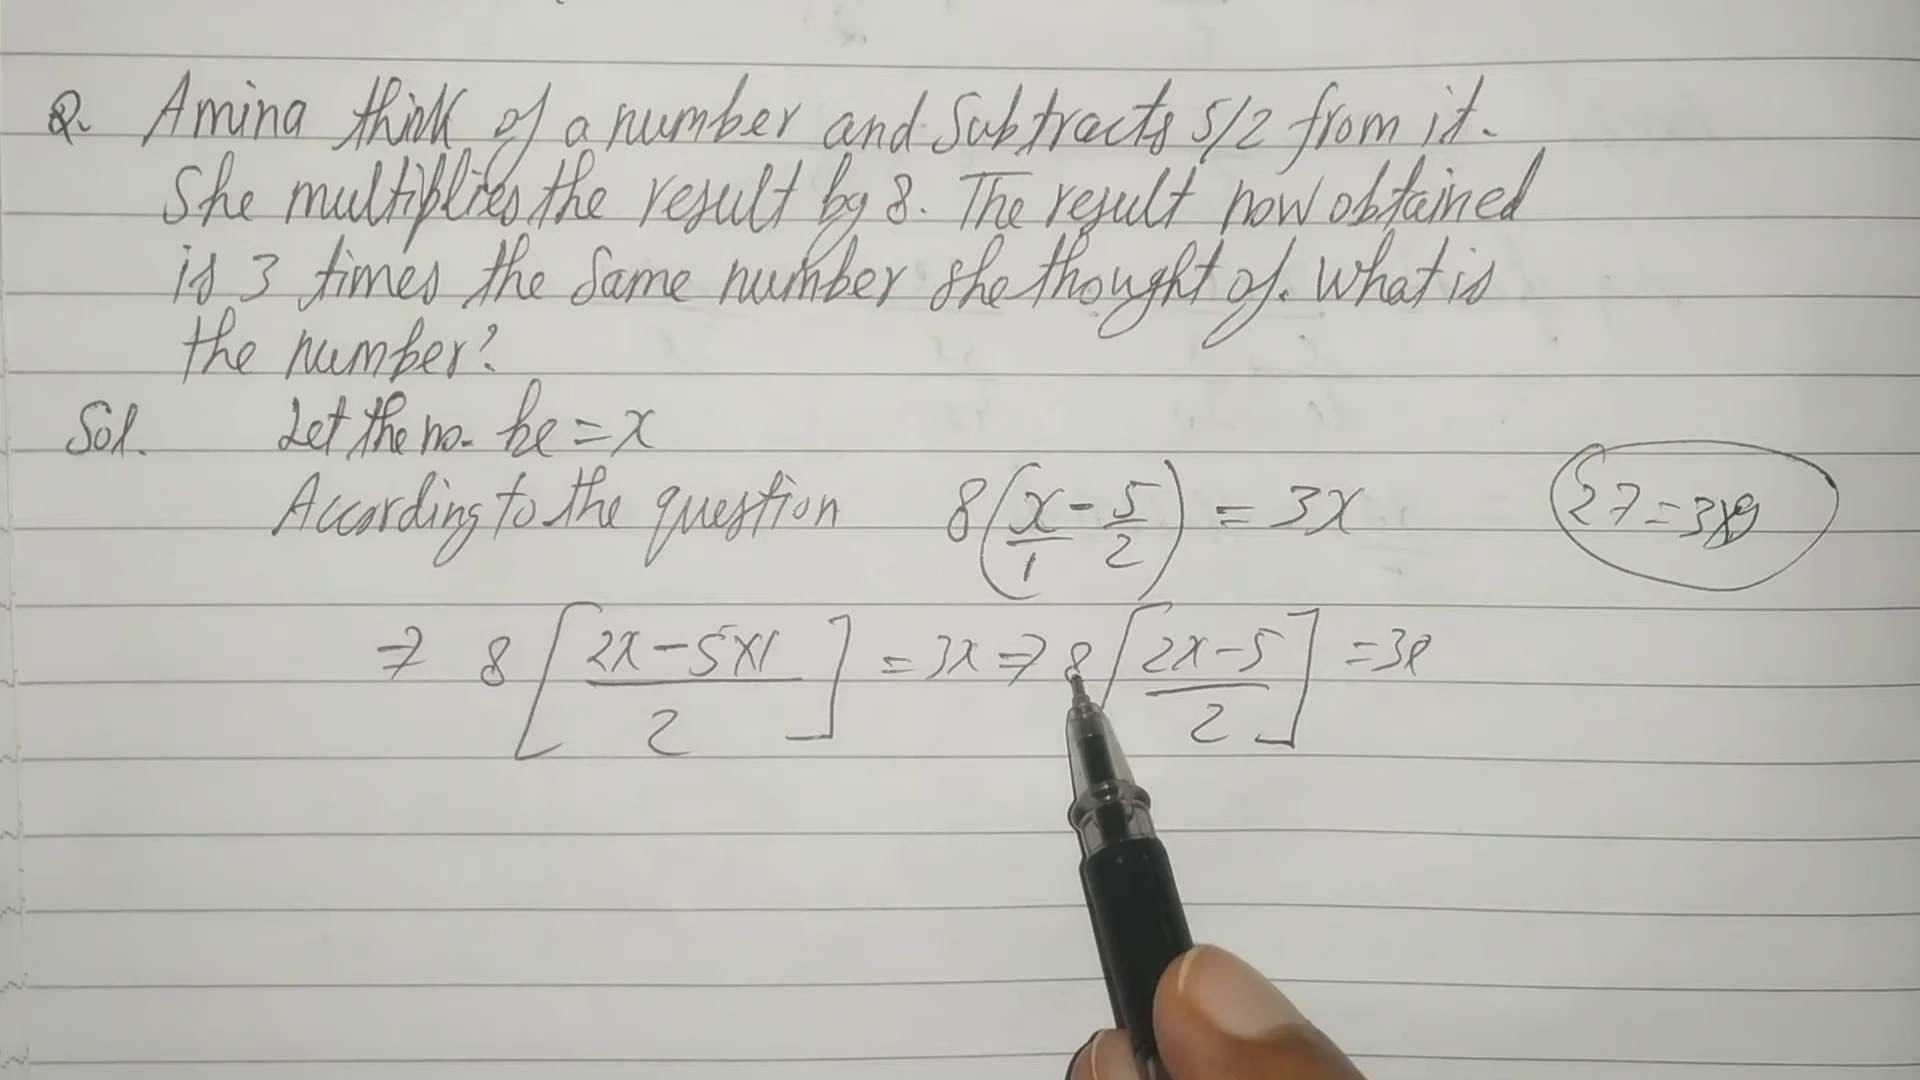 Q. Amina think of a number and Subtracts 5/2 from it.
She multiplies the result by 8. The result now obtained
is 3 times the same number she thought of. What is
the number?
Sol. Let the no. be = x
According to the question 8(x/1 - 5/2) = 3x
27 = 3x9
⇒ 8[(2x - 5x1)/2] = 3x ⇒ 8[(2x - 5)/2] = 3x